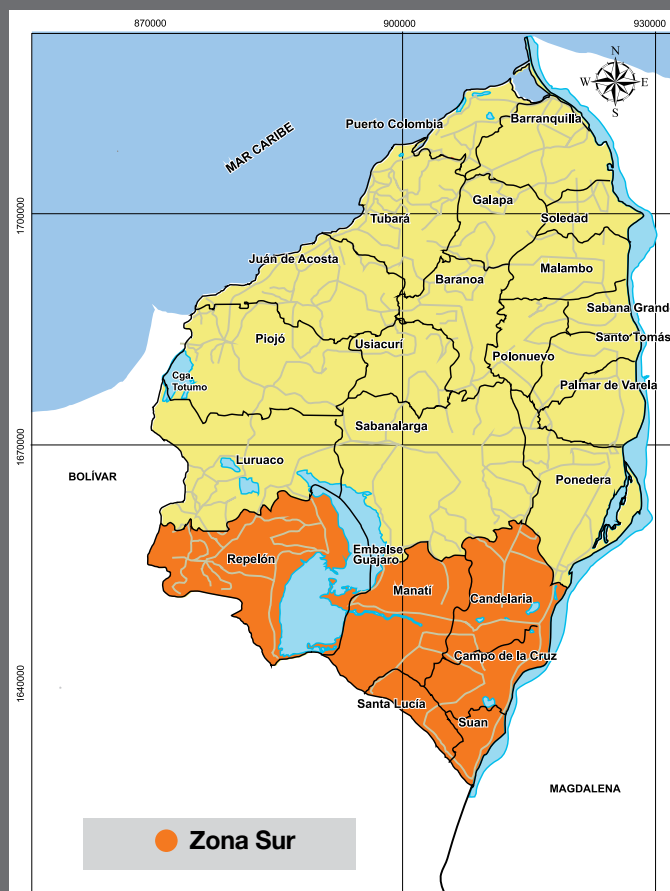 870000
900000
930000
N
W
E
S
Puerto Colombia
Barranquilla
MAR CARIBE
1700000
Galapa
Tubará
Soledad
Juán de Acosta
Malambo
Baranoa
Sabana Grand
Piojó
Usiacurí
Santo Tomás
Polonuevo
Cga.
Totumo
Palmar de Varela
Sabanalarga
1670000
Luruaco
BOLÍVAR
Ponedera
Repelón
Embalse
Guajaro
Manatí
Candelaria
Campo de la Cruz
1640000
Santa Lucía
Suan
MAGDALENA
Zona Sur